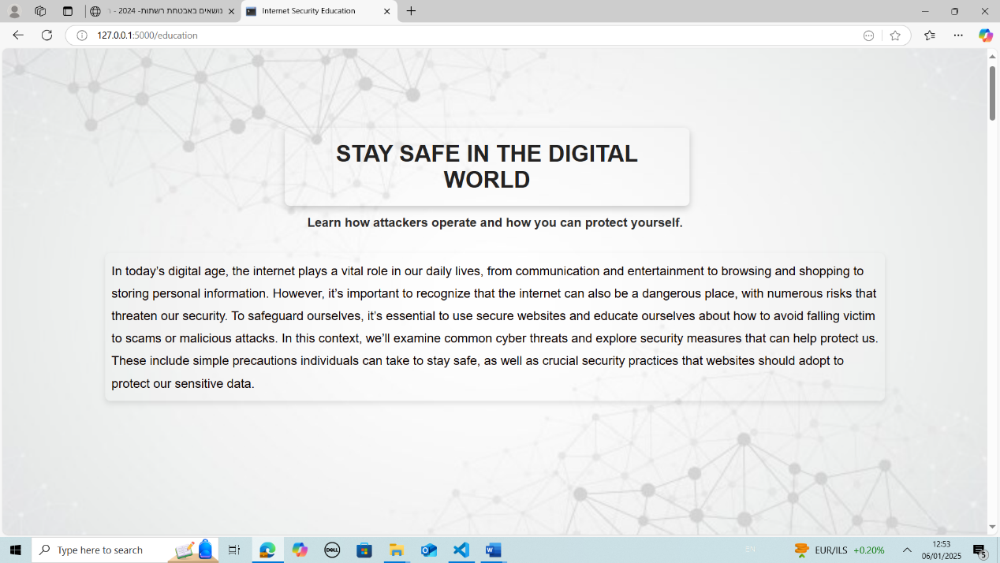 נושאים באבטחת רשתות- 2024 - ו
Internet Security Education
127.0.0.1:5000/education
STAY SAFE IN THE DIGITAL
WORLD
Learn how attackers operate and how you can protect yourself.
In today’s digital age, the internet plays a vital role in our daily lives, from communication and entertainment to browsing and shopping to
storing personal information. However, it’s important to recognize that the internet can also be a dangerous place, with numerous risks that
threaten our security. To safeguard ourselves, it’s essential to use secure websites and educate ourselves about how to avoid falling victim
to scams or malicious attacks. In this context, we’ll examine common cyber threats and explore security measures that can help protect us.
These include simple precautions individuals can take to stay safe, as well as crucial security practices that websites should adopt to
protect our sensitive data.
Type here to search
DELL
EUR/ILS +0.20%
12:53
06/01/2025
5